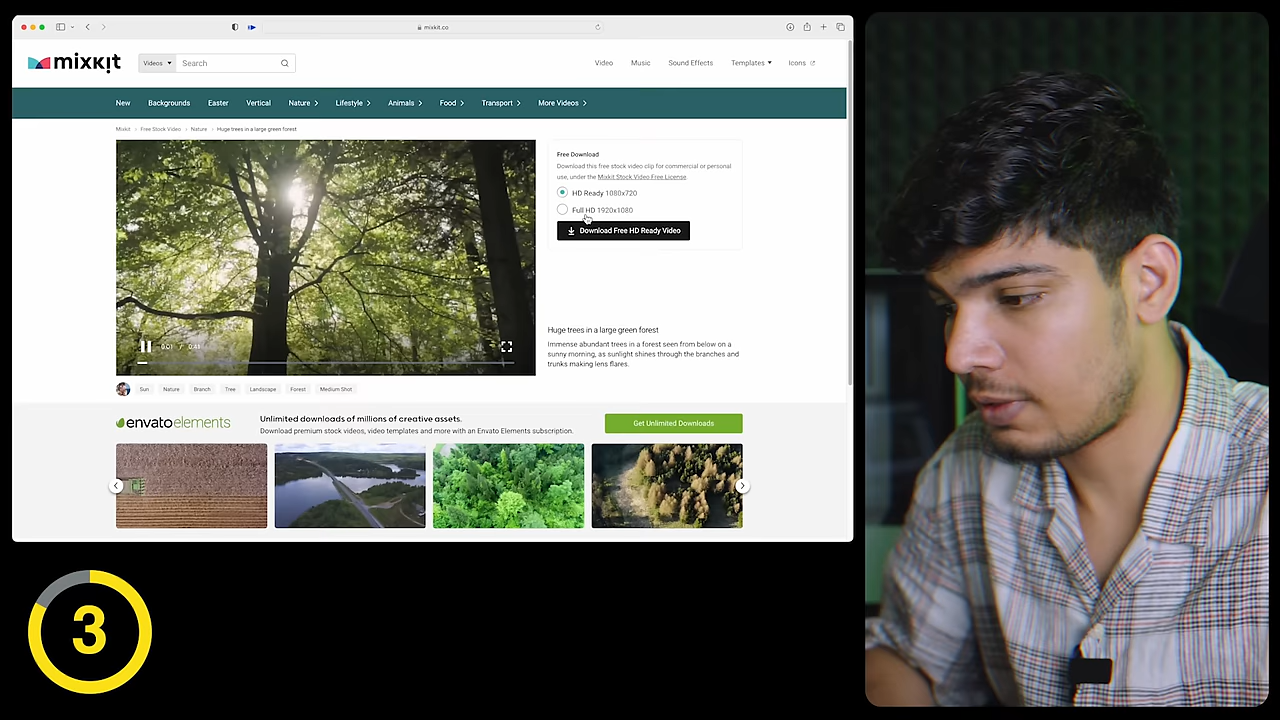 mixkit.co
mixkit
Videos
Search
Video
Music
Sound Effects
Templates
Icons
New
Backgrounds
Easter
Vertical
Nature
Lifestyle
Animals
Food
Transport
More Videos
Mixkit > Free Stock Video > Nature > Huge trees in a large green forest
Free Download
Download this free stock video clip for commercial or personal
use, under the Mixkit Stock Video Free License.
HD Ready 1080x720
Full HD 1920x1080
Download Free HD Ready Video
0:01 / 0:41
Huge trees in a large green forest
Immense abundant trees in a forest seen from below on a
sunny morning, as sunlight shines through the branches and
trunks making lens flares.
Sun
Nature
Branch
Tree
Landscape
Forest
Medium Shot
envatoelements
Unlimited downloads of millions of creative assets.
Download premium stock videos, video templates and more with an Envato Elements subscription.
Get Unlimited Downloads
3